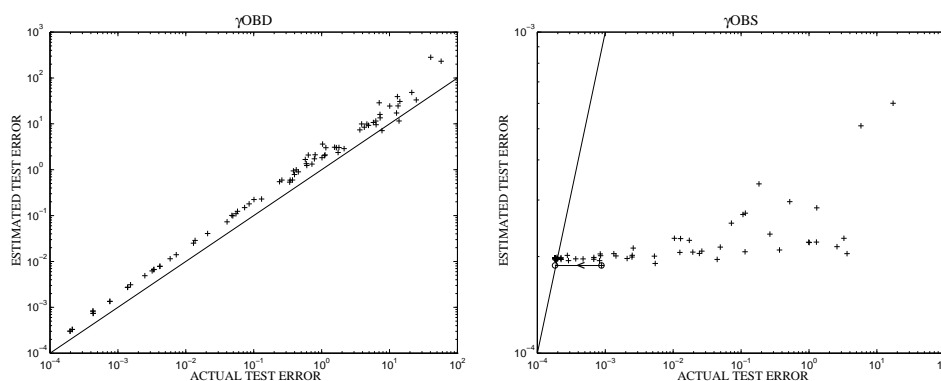 γOBD
10^3
10^2
10^1
10^0
10^-1
10^-2
10^-3
10^-4
ESTIMATED TEST ERROR
10^-4 10^-3 10^-2 10^-1 10^0 10^1 10^2
ACTUAL TEST ERROR
γOBS
10^-3
10^-4
ESTIMATED TEST ERROR
10^-4 10^-3 10^-2 10^-1 10^0 10^1
ACTUAL TEST ERROR